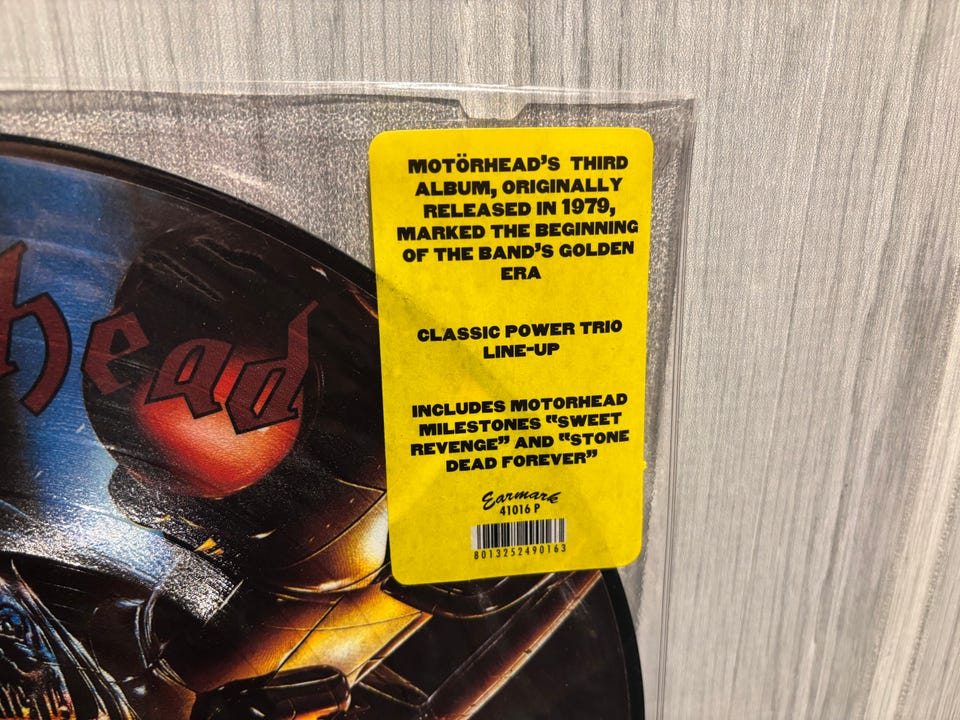 head
MOTÖRHEAD'S THIRD
ALBUM, ORIGINALLY
RELEASED IN 1979,
MARKED THE BEGINNING
OF THE BAND'S GOLDEN
ERA
CLASSIC POWER TRIO
LINE-UP
INCLUDES MOTORHEAD
MILESTONES "SWEET
REVENGE" AND "STONE
DEAD FOREVER"
Earmark
41016 P
8013252490163